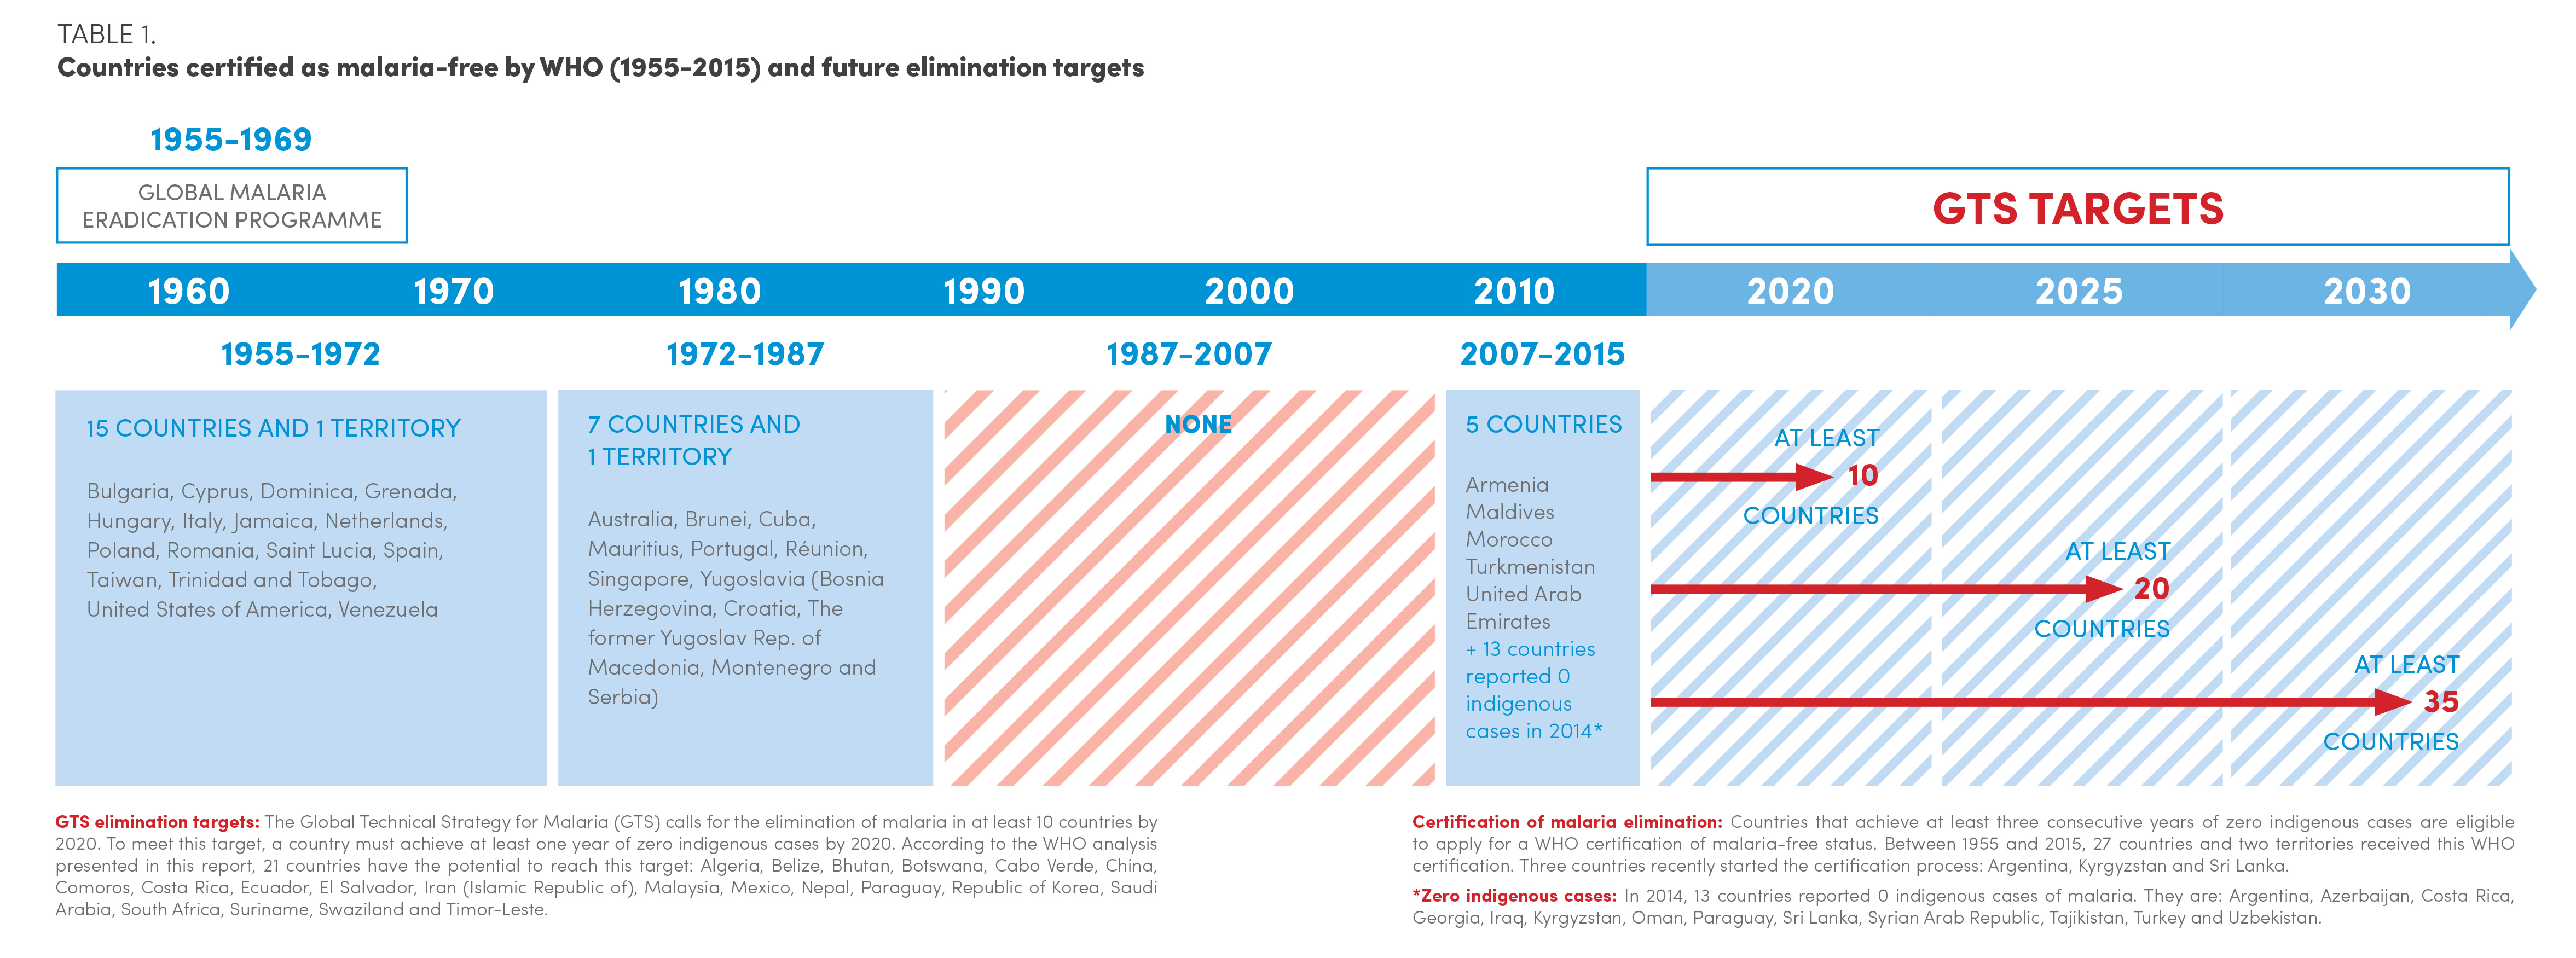 TABLE 1.
Countries certified as malaria-free by WHO (1955-2015) and future elimination targets
1955-1969
GLOBAL MALARIA
ERADICATION PROGRAMME
GTS TARGETS
1960 1970 1980 1990 2000 2010 2020 2025 2030
1955-1972
15 COUNTRIES AND 1 TERRITORY
Bulgaria, Cyprus, Dominica, Grenada,
Hungary, Italy, Jamaica, Netherlands,
Poland, Romania, Saint Lucia, Spain,
Taiwan, Trinidad and Tobago,
United States of America, Venezuela
1972-1987
7 COUNTRIES AND
1 TERRITORY
Australia, Brunei, Cuba,
Mauritius, Portugal, Réunion,
Singapore, Yugoslavia (Bosnia
Herzegovina, Croatia, The
former Yugoslav Rep. of
Macedonia, Montenegro and
Serbia)
1987-2007
NONE
2007-2015
5 COUNTRIES
Armenia
Maldives
Morocco
Turkmenistan
United Arab
Emirates
+ 13 countries
reported 0
indigenous
cases in 2014*
AT LEAST
10
COUNTRIES
AT LEAST
20
COUNTRIES
AT LEAST
35
COUNTRIES
GTS elimination targets: The Global Technical Strategy for Malaria (GTS) calls for the elimination of malaria in at least 10 countries by
2020. To meet this target, a country must achieve at least one year of zero indigenous cases by 2020. According to the WHO analysis
presented in this report, 21 countries have the potential to reach this target: Algeria, Belize, Bhutan, Botswana, Cabo Verde, China,
Comoros, Costa Rica, Ecuador, El Salvador, Iran (Islamic Republic of), Malaysia, Mexico, Nepal, Paraguay, Republic of Korea, Saudi
Arabia, South Africa, Suriname, Swaziland and Timor-Leste.
Certification of malaria elimination: Countries that achieve at least three consecutive years of zero indigenous cases are eligible
to apply for a WHO certification of malaria-free status. Between 1955 and 2015, 27 countries and two territories received this WHO
certification. Three countries recently started the certification process: Argentina, Kyrgyzstan and Sri Lanka.
*Zero indigenous cases: In 2014, 13 countries reported 0 indigenous cases of malaria. They are: Argentina, Azerbaijan, Costa Rica,
Georgia, Iraq, Kyrgyzstan, Oman, Paraguay, Sri Lanka, Syrian Arab Republic, Tajikistan, Turkey and Uzbekistan.